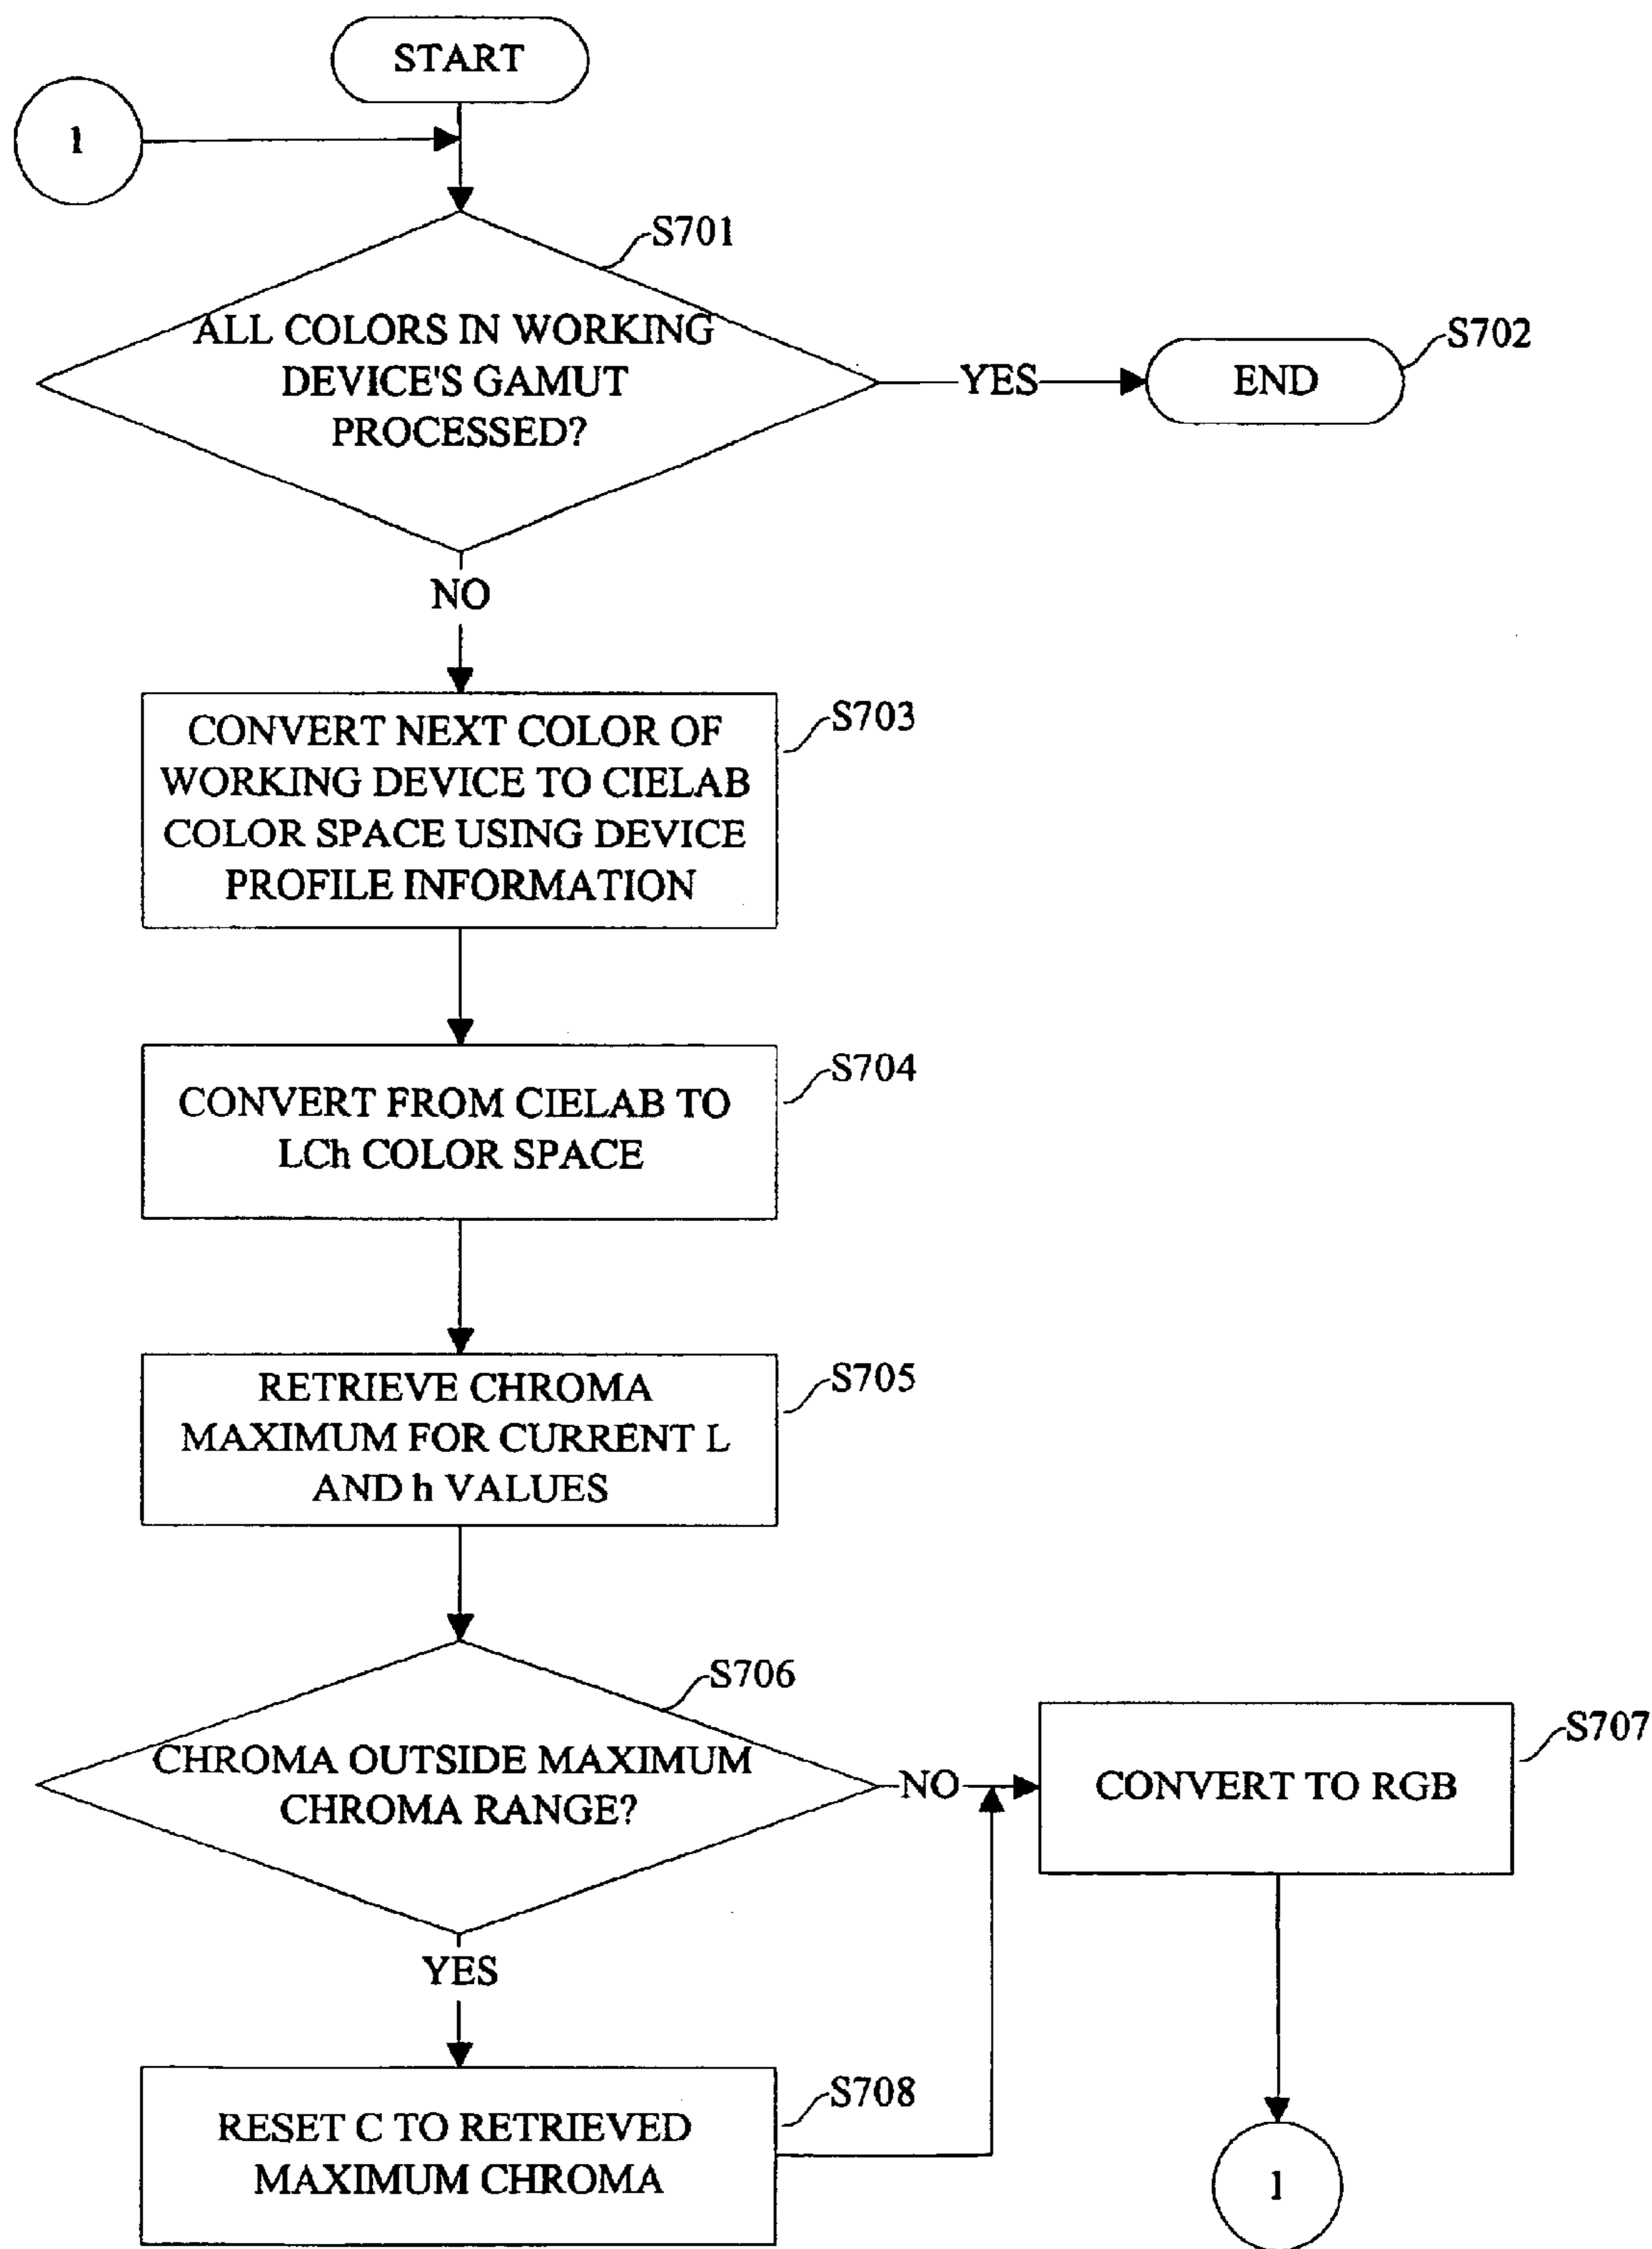 START
1
S701
ALL COLORS IN WORKING
DEVICE'S GAMUT
PROCESSED?
YES
END
S702
NO
CONVERT NEXT COLOR OF
WORKING DEVICE TO CIELAB
COLOR SPACE USING DEVICE
PROFILE INFORMATION
S703
CONVERT FROM CIELAB TO
LCh COLOR SPACE
S704
RETRIEVE CHROMA
MAXIMUM FOR CURRENT L
AND h VALUES
S705
S706
CHROMA OUTSIDE MAXIMUM
CHROMA RANGE?
NO
CONVERT TO RGB
S707
YES
RESET C TO RETRIEVED
MAXIMUM CHROMA
S708
1